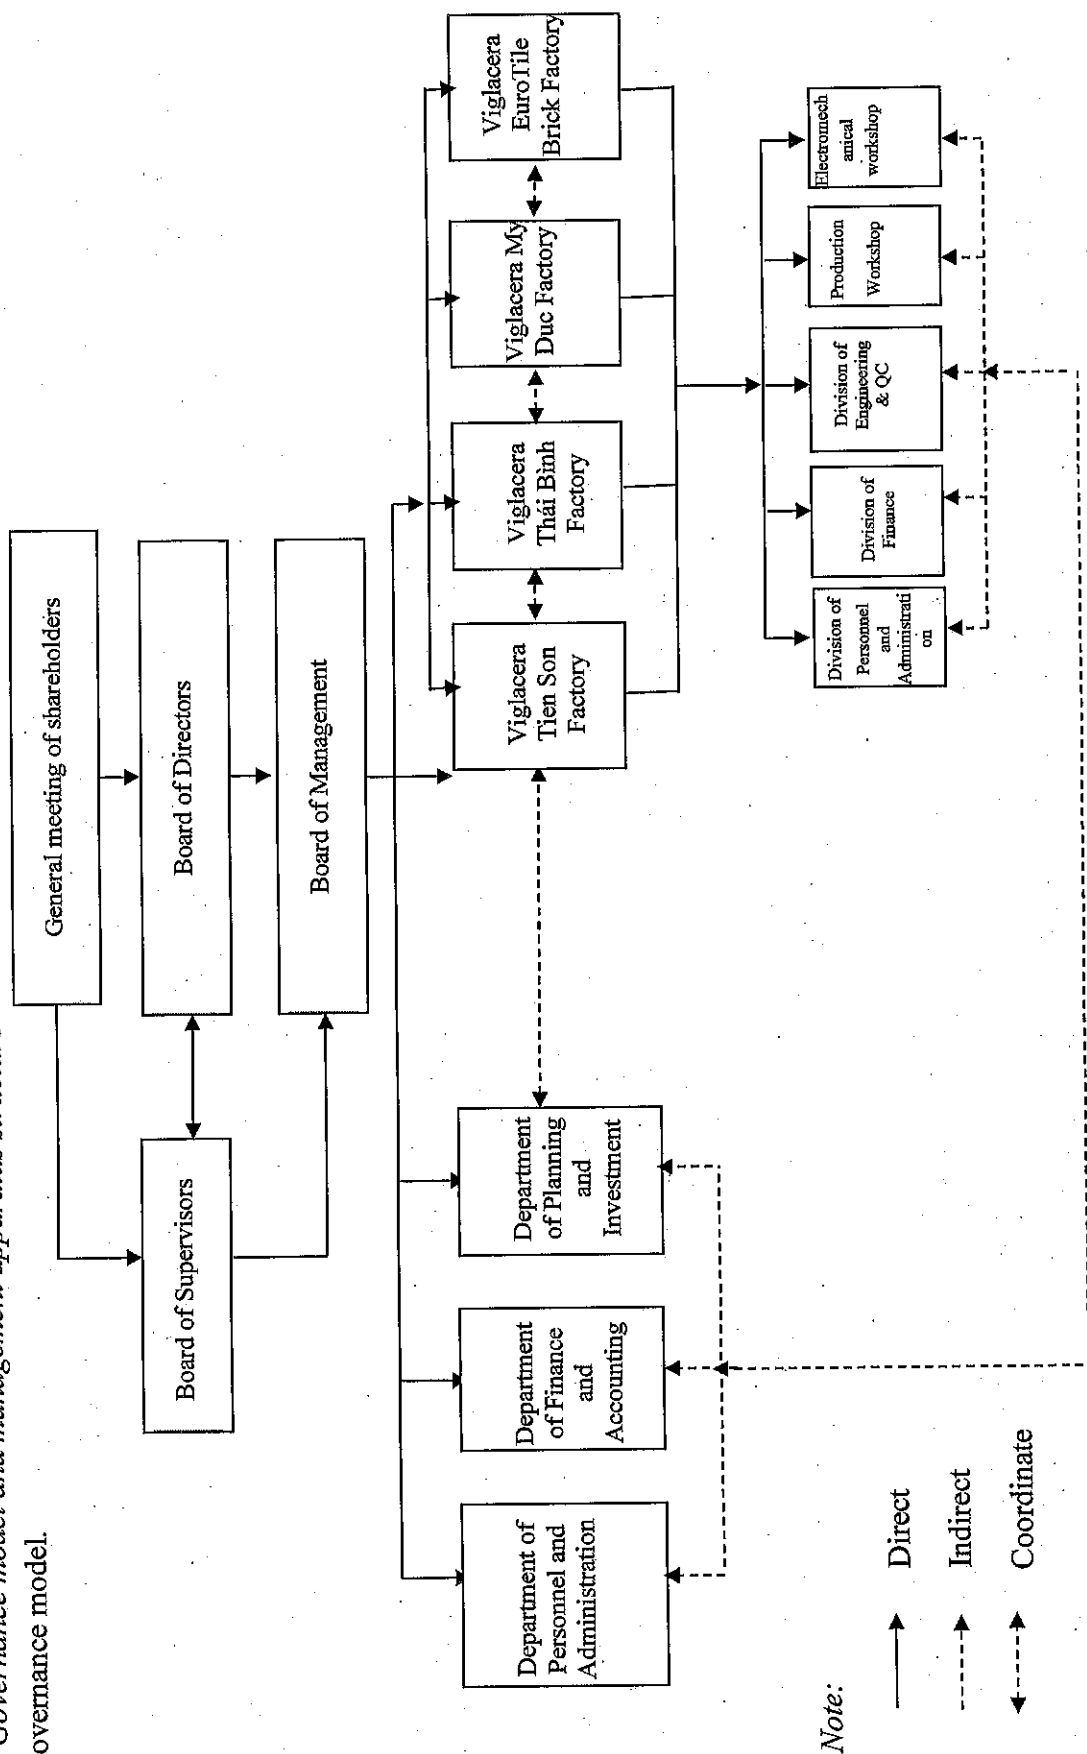 Governance model and management apparatus
overnance model.
General meeting of shareholders
Board of Supervisors
Board of Directors
Board of Management
Department of
Personnel and
Administration
Department
of Finance
and
Accounting
Department
of Planning
and
Investment
Viglacera
Tien Son
Factory
Viglacera
Thái Bình
Factory
Viglacera My
Duc Factory
Viglacera
EuroTile
Brick Factory
Division of
Personnel
and
Administrati
on
Division of
Finance
Division of
Engineering
& QC
Production
Workshop
Electromech
anical
workshop
Note:
Direct
Indirect
Coordinate